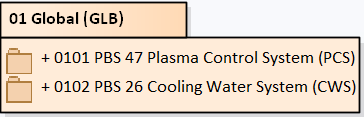 01 Global (GLB)
+ 0101 PBS 47 Plasma Control System (PCS)
+ 0102 PBS 26 Cooling Water System (CWS)